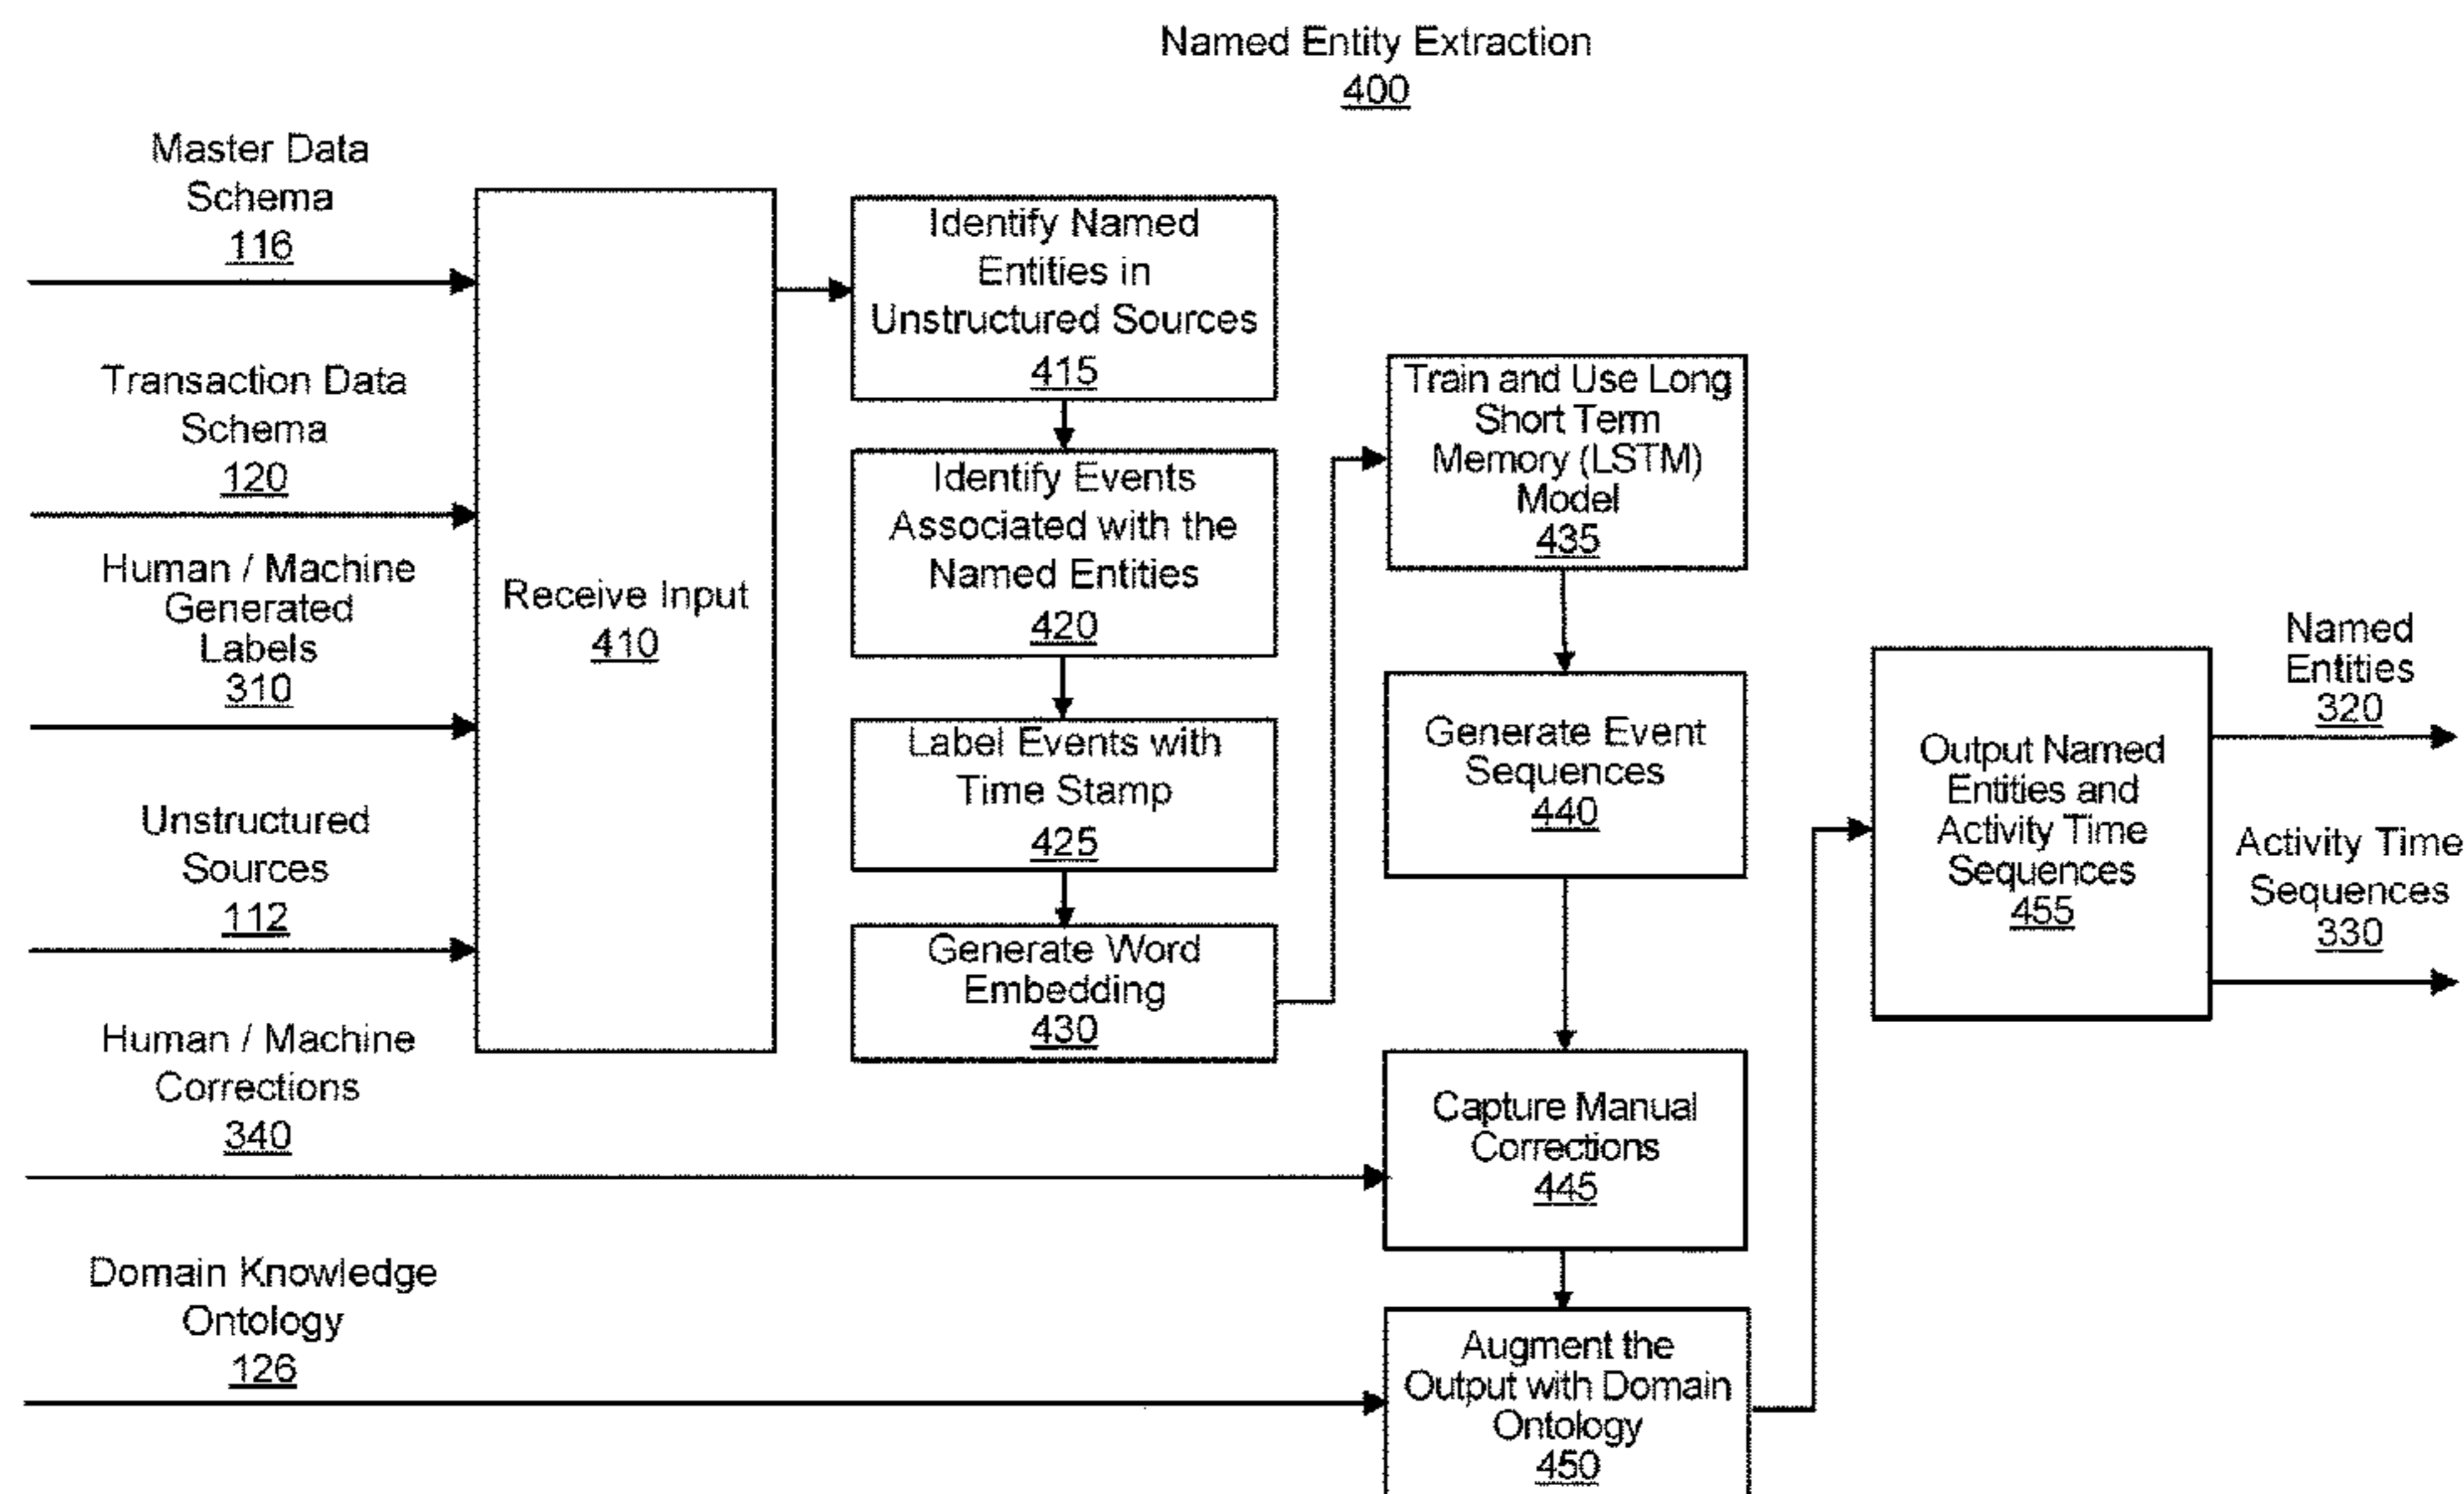 Named Entity Extraction
400
Master Data
Schema
116
Transaction Data
Schema
120
Human / Machine
Generated
Labels
310
Unstructured
Sources
112
Human / Machine
Corrections
340
Domain Knowledge
Ontology
126
Receive Input
410
Identify Named
Entities in
Unstructured Sources
415
Identify Events
Associated with the
Named Entities
420
Label Events with
Time Stamp
425
Generate Word
Embedding
430
Train and Use Long
Short Term
Memory (LSTM)
Model
435
Generate Event
Sequences
440
Capture Manual
Corrections
445
Augment the
Output with Domain
Ontology
450
Output Named
Entities and
Activity Time
Sequences
455
Named
Entities
320
Activity Time
Sequences
330